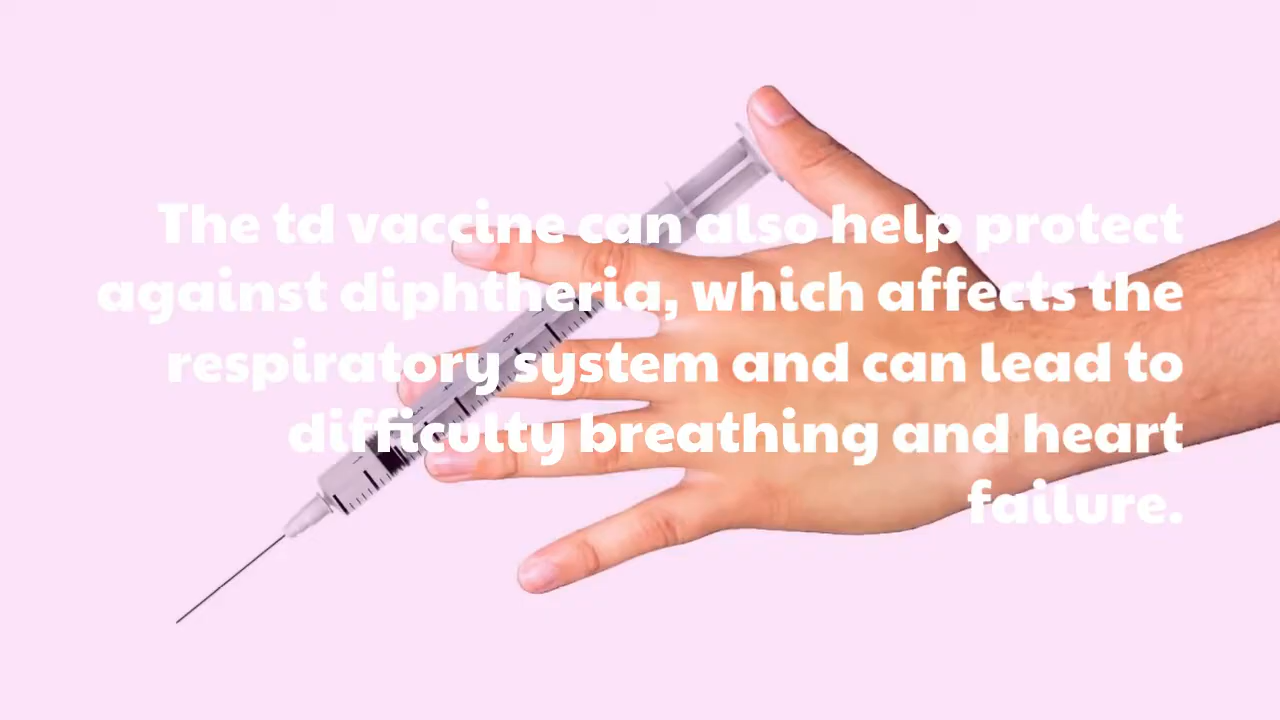 The td vaccine can also help protect
against diphtheria, which affects the
respiratory system and can lead to
difficulty breathing and heart
failure.